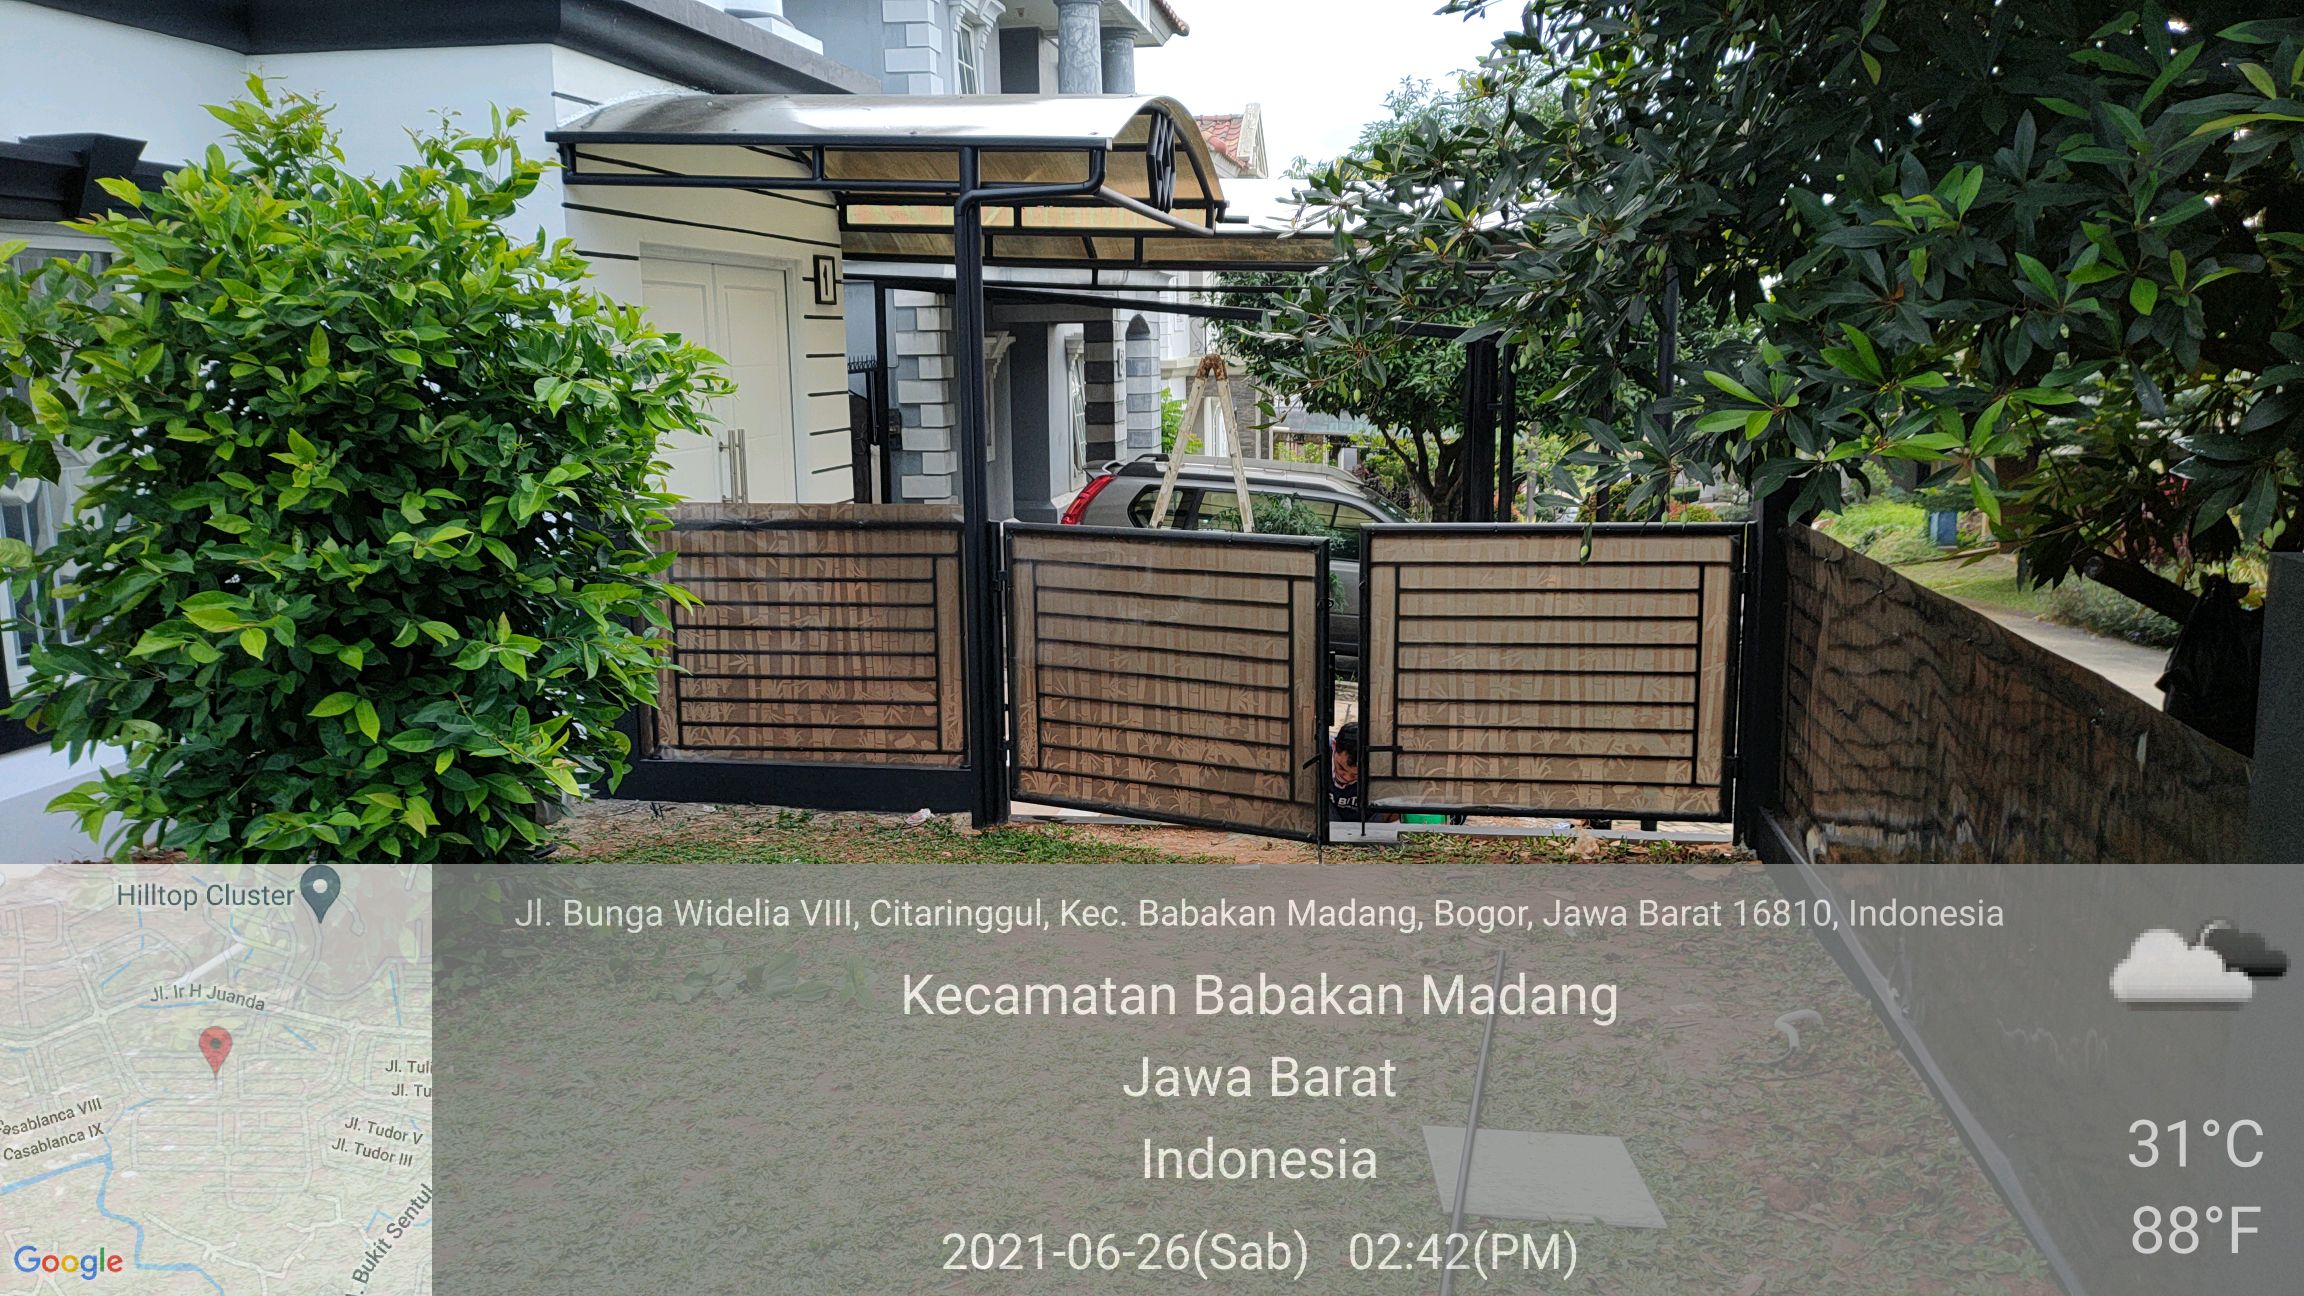 1
Hilltop Cluster
Jl. Ir H Juanda
Jl. Tuli
Jl. Tu
Casablanca VIII
Casablanca IX
Jl. Tudor V
Jl. Tudor III
Bukit Sentul
Google
Jl. Bunga Widelia VIII, Citaringgul, Kec. Babakan Madang, Bogor, Jawa Barat 16810, Indonesia
Kecamatan Babakan Madang
Jawa Barat
Indonesia
2021-06-26(Sab) 02:42(PM)
31°C
88°F